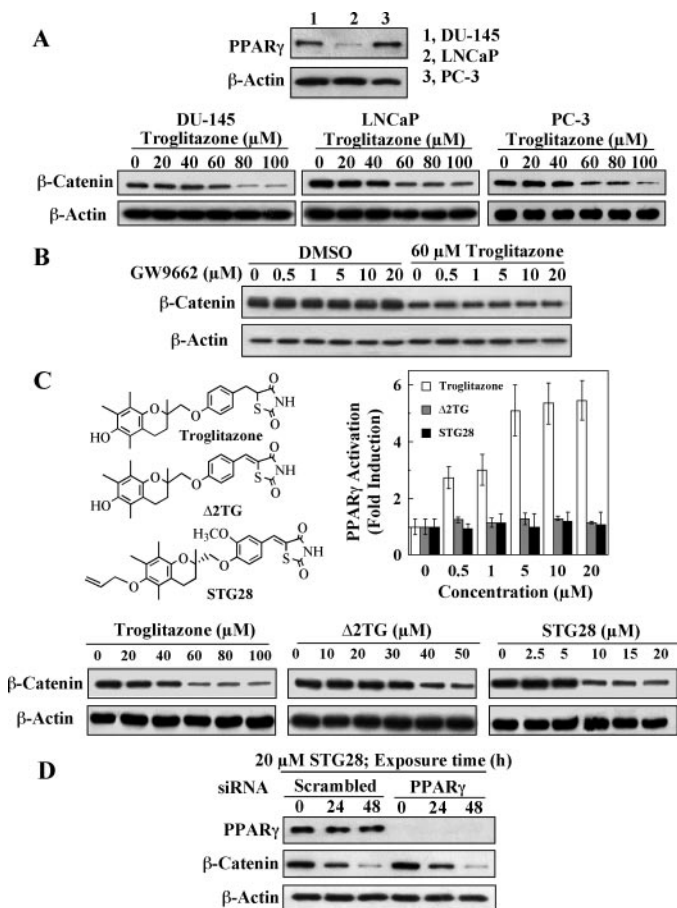 A
1 2 3
PPARγ
β-Actin
1, DU-145
2, LNCaP
3, PC-3
DU-145
Troglitazone (µM)
0 20 40 60 80 100
LNCaP
Troglitazone (µM)
0 20 40 60 80 100
PC-3
Troglitazone (µM)
0 20 40 60 80 100
β-Catenin
β-Actin
B
DMSO 60 µM Troglitazone
GW9662 (µM) 0 0.5 1 5 10 20 0 0.5 1 5 10 20
β-Catenin
β-Actin
C
O
O
NH
S
O
O
HO
Troglitazone
O
O
NH
S
O
O
HO
Δ2TG
H₃CO
O
O
NH
S
O
O
O
STG28
PPARγ Activation
(Fold Induction)
6
4
2
0
Troglitazone
Δ2TG
STG28
0 0.5 1 5 10 20
Concentration (µM)
Troglitazone (µM)
0 20 40 60 80 100
Δ2TG (µM)
0 10 20 30 40 50
STG28 (µM)
0 2.5 5 10 15 20
β-Catenin
β-Actin
D
20 µM STG28; Exposure time (h)
siRNA Scrambled PPARγ
0 24 48 0 24 48
PPARγ
β-Catenin
β-Actin